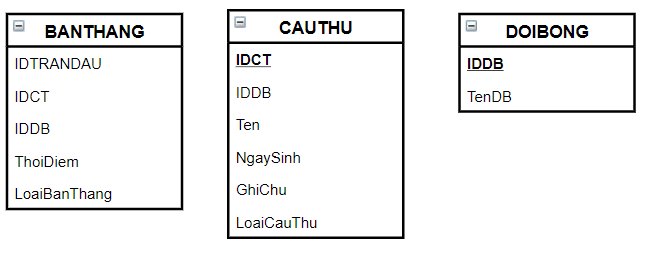 BANTHANG
IDTRANDAU
IDCT
IDDB
ThoiDiem
LoaiBanThang
CAUTHU
IDCT
IDDB
Ten
NgaySinh
GhiChu
LoaiCauThu
DOIBONG
IDDB
TenDB